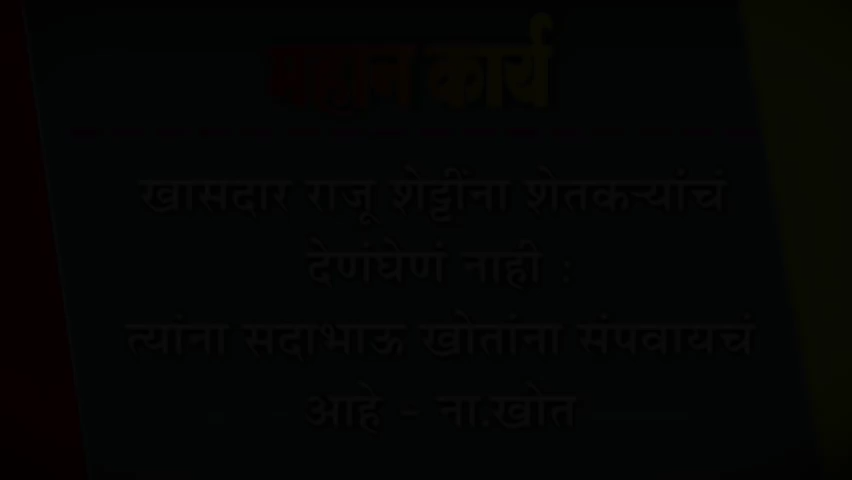 महान कार्य
खासदार राजू शेट्टींना शेतकऱ्यांचं
देणंघेणं नाही :
त्यांना सदाभाऊ खोतांना संपवायचं
आहे - ना.खोत